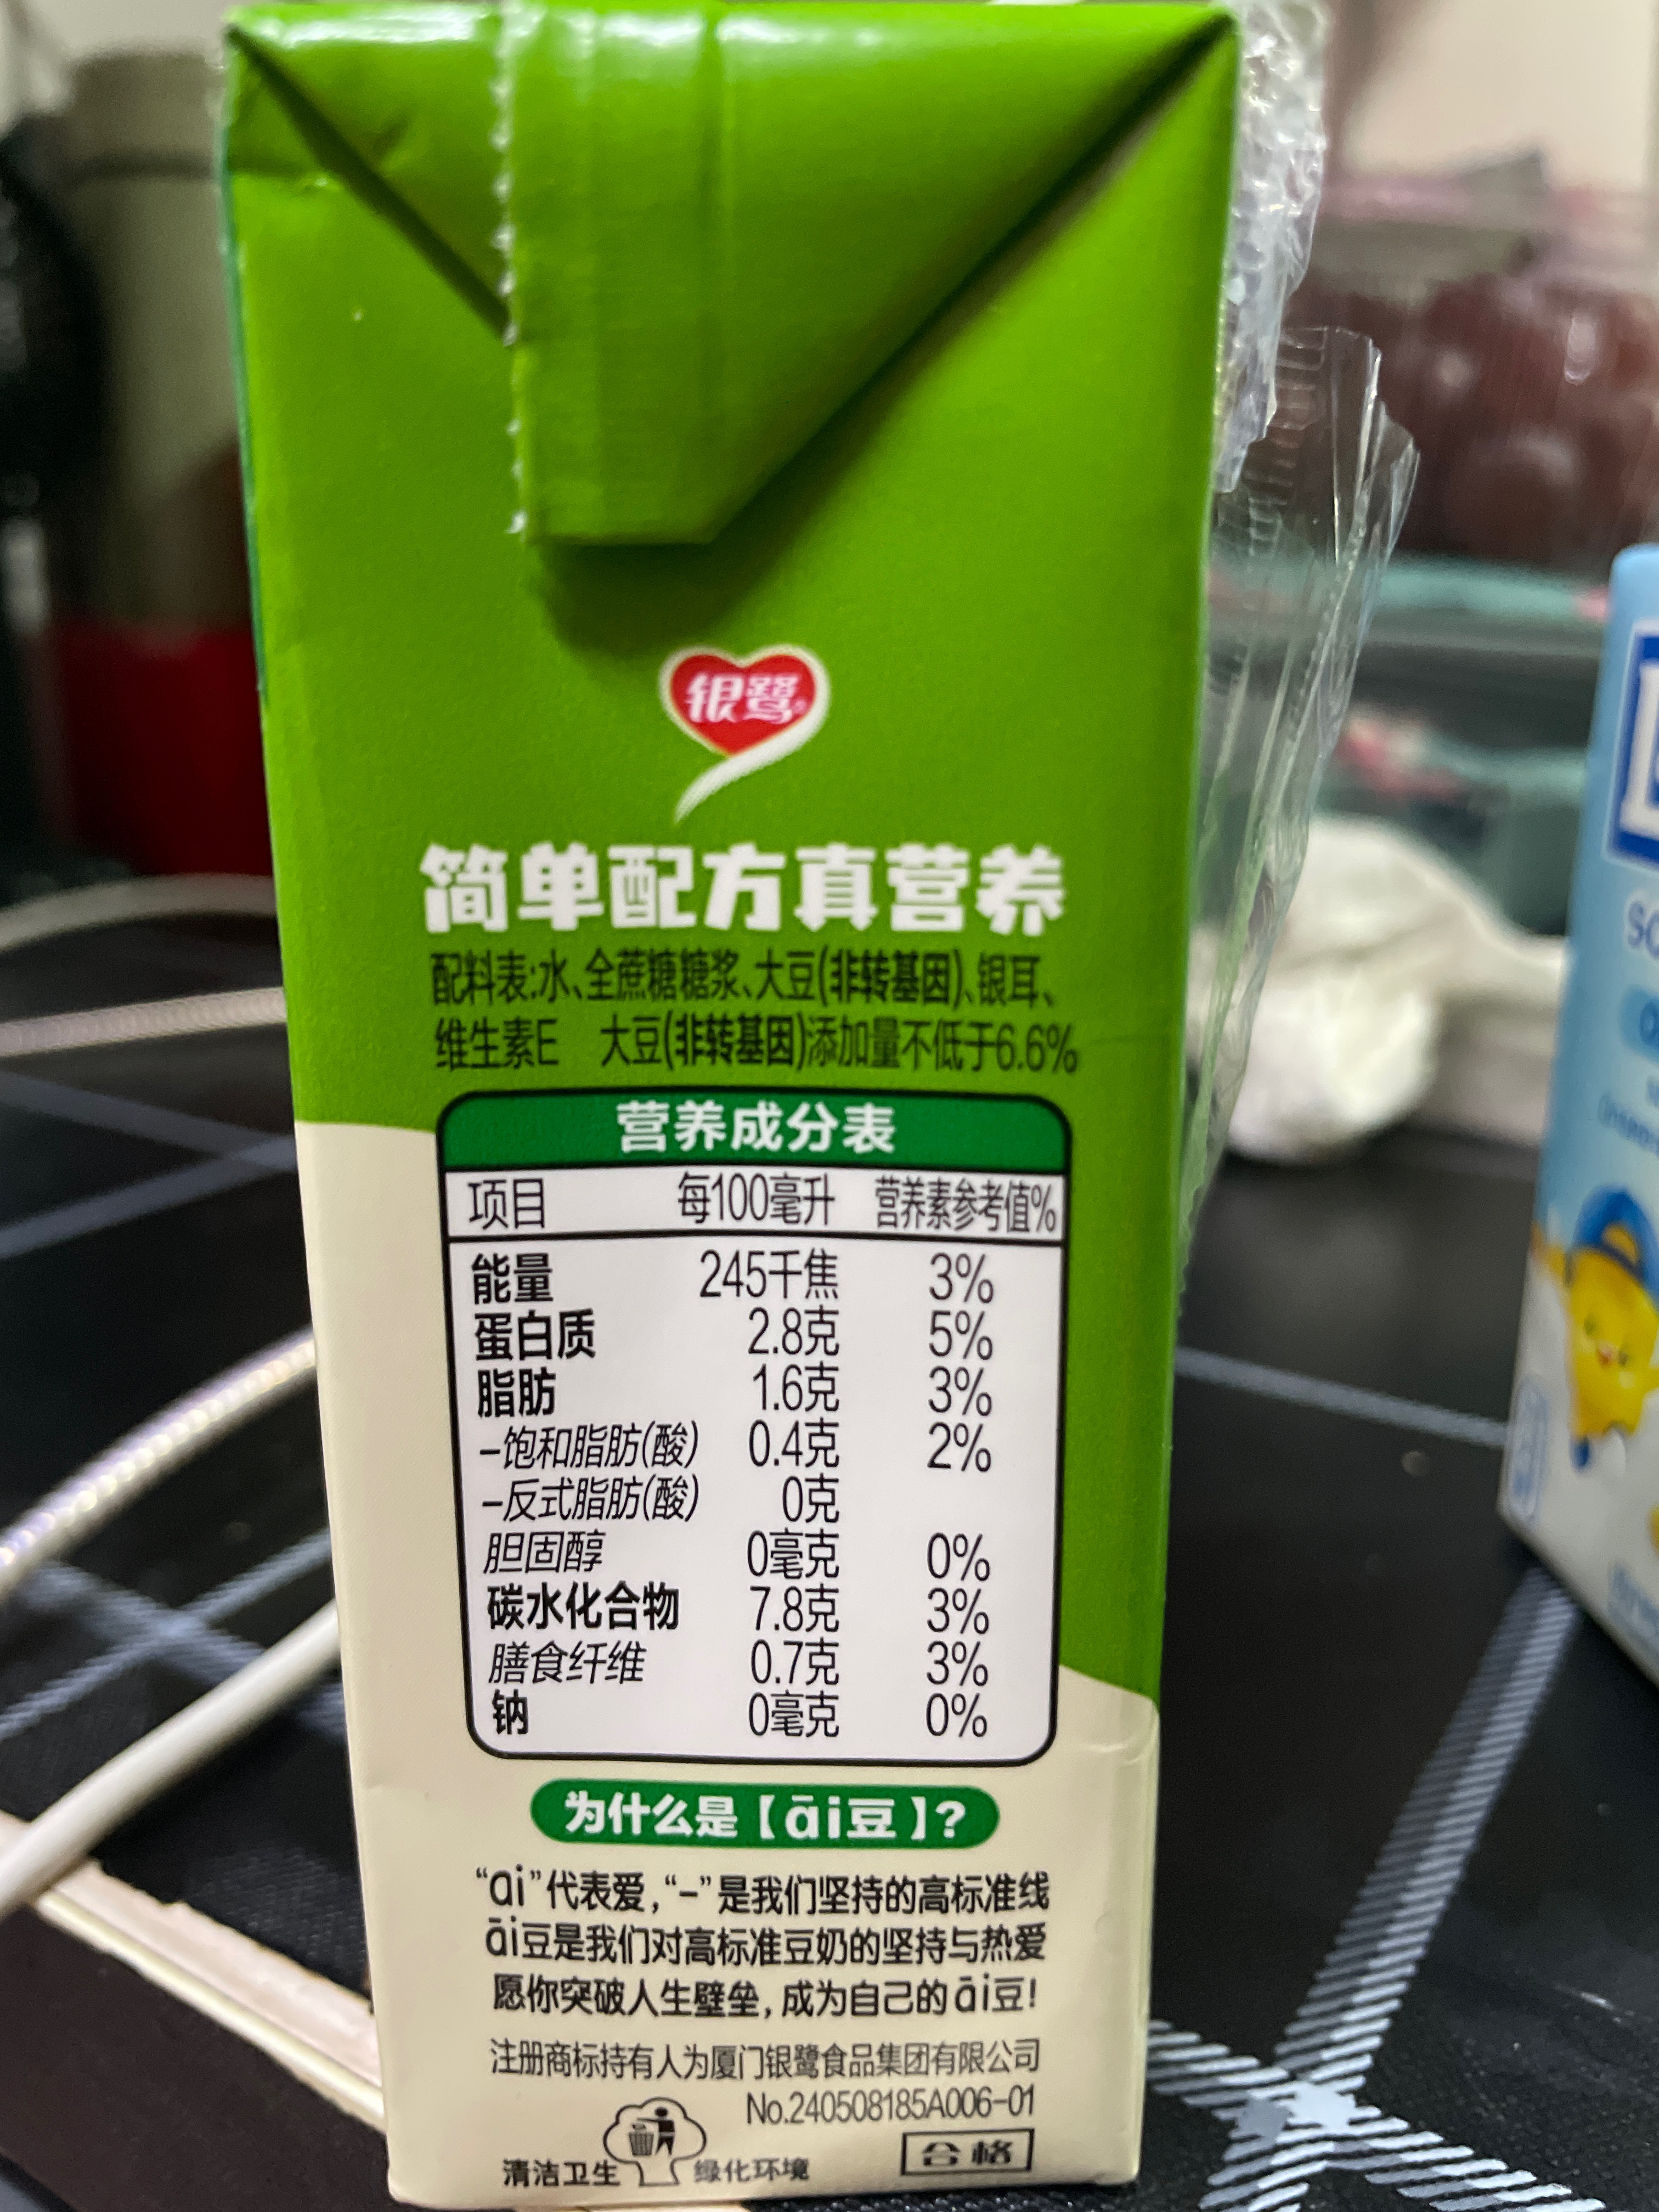 银鹭
简单配方真营养
配料表:水、全蔗糖糖浆、大豆(非转基因)、银耳、
维生素E 大豆(非转基因)添加量不低于6.6%
营养成分表
项目 每100毫升 营养素参考值%
能量 245千焦 3%
蛋白质 2.8克 5%
脂肪 1.6克 3%
–饱和脂肪(酸) 0.4克 2%
–反式脂肪(酸) 0克
胆固醇 0毫克 0%
碳水化合物 7.8克 3%
膳食纤维 0.7克 3%
钠 0毫克 0%
为什么是【āi豆】?
“ɑi”代表爱,“–”是我们坚持的高标准线
āi豆是我们对高标准豆奶的坚持与热爱
愿你突破人生壁垒,成为自己的āi豆!
注册商标持有人为厦门银鹭食品集团有限公司
No.240508185A006-01
清洁卫生 绿化环境
合格